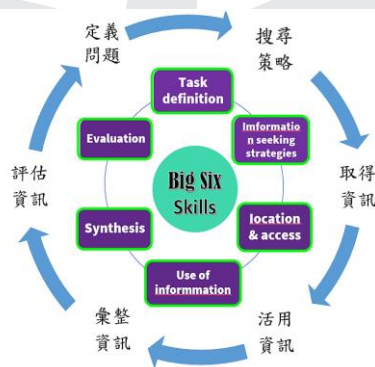 定義
問題
搜尋
策略
取得
資訊
活用
資訊
彙整
資訊
評估
資訊
Task
definition
Imformatio
n seeking
strategies
location
& access
Use of
informmation
Synthesis
Evaluation
Big Six
Skills